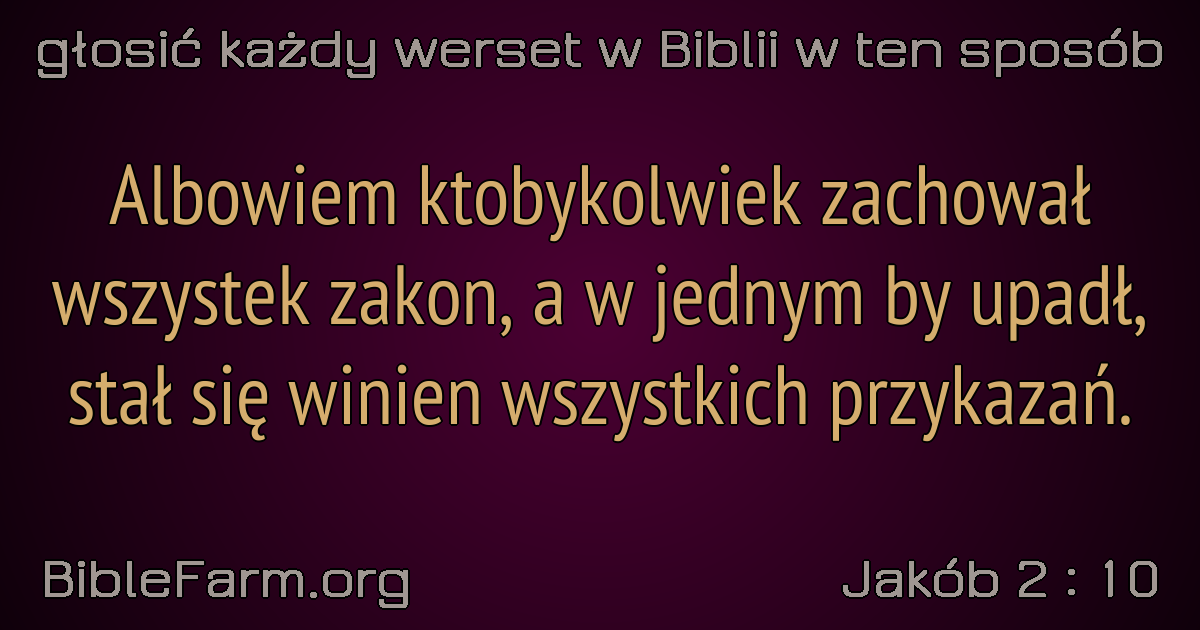 głosić każdy werset w Biblii w ten sposób
Albowiem ktobykolwiek zachował
wszystek zakon, a w jednym by upadł,
stał się winien wszystkich przykazań.
BibleFarm.org
Jakób 2 : 10